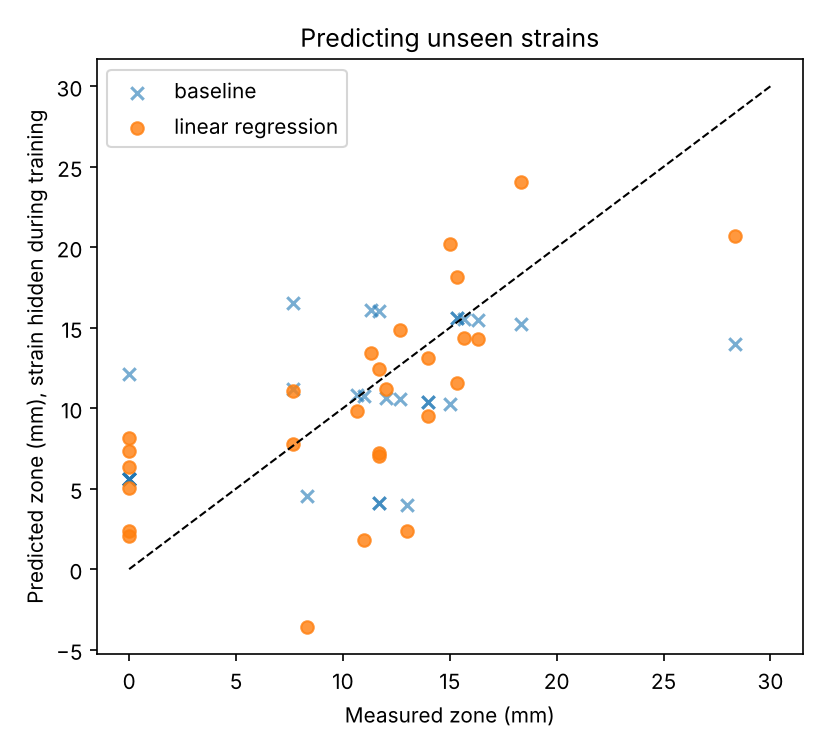 Predicting unseen strains
baseline
linear regression
30
25
20
15
10
5
0
−5
Predicted zone (mm), strain hidden during training
0 5 10 15 20 25 30
Measured zone (mm)